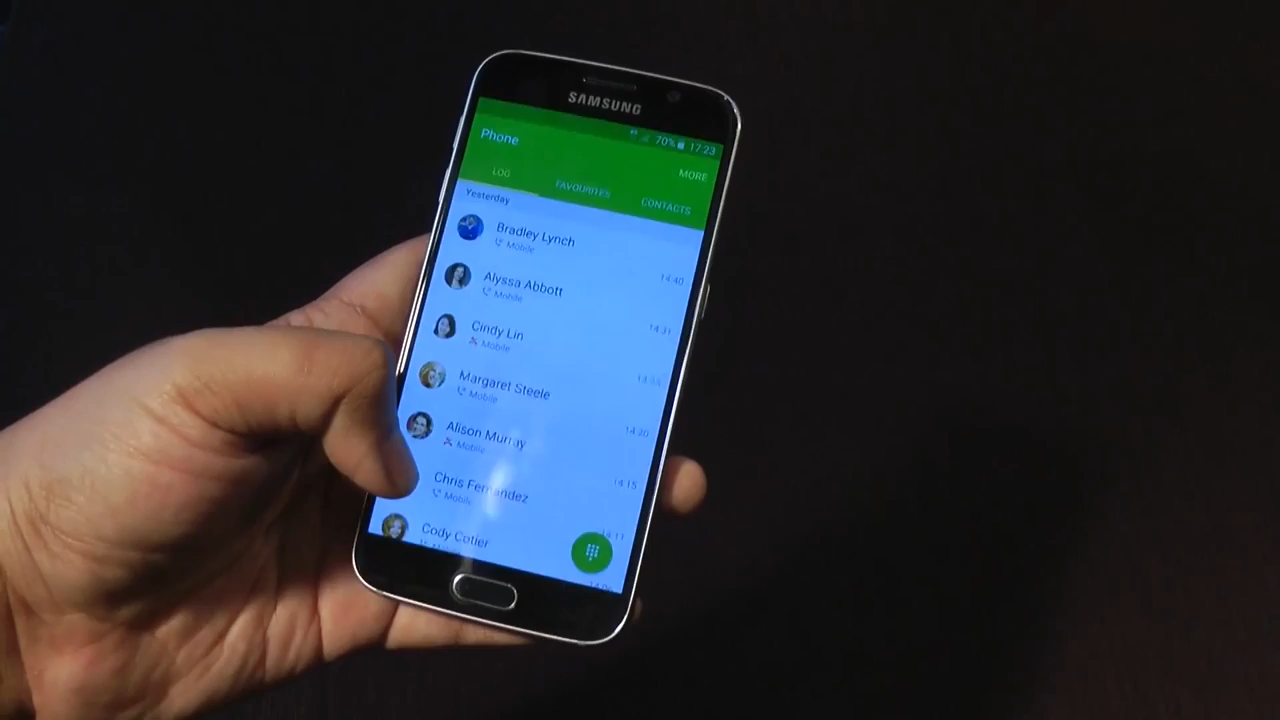 SAMSUNG
70% 17:23
Phone
MORE
LOG FAVOURITES CONTACTS
Yesterday
Bradley Lynch
Mobile 14:40
Alyssa Abbott
Mobile 14:31
Cindy Lin
Mobile
Margaret Steele
Mobile 14:20
Alison Murray
Mobile 14:15
Chris Fernandez
Mobile 14:11
Cody Cotier